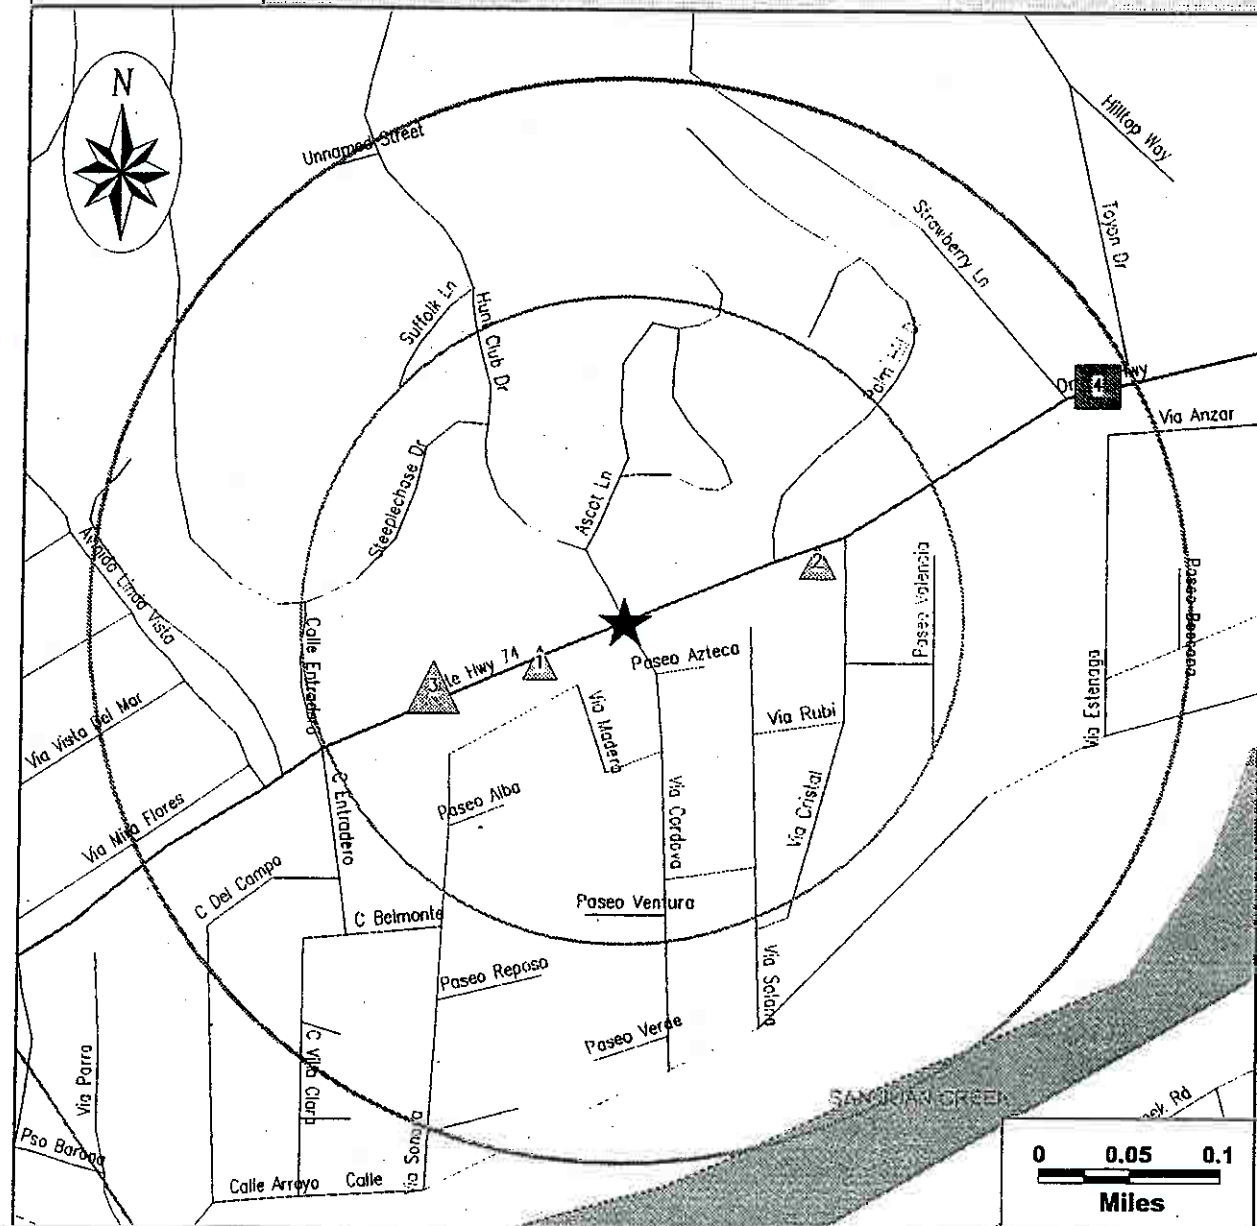 N
Unnamed Street
Hilltop Way
Toyon Dr
Strawberry Ln
Suffolk Ln
Hunt Club Dr
Palm Hill Dr
4
Via Anzar
Steeplechase Dr
Ascot Ln
2
Avnida Linda Vista
Calle Entradero
Paseo Valencia
Hwy 74
1
3
Paseo Azteca
Via Estenaga
Via Vista Del Mar
Via Madera
Via Rubi
Via Mira Flores
C Entradero
Paseo Alba
Via Cordova
Via Cristal
C Del Campo
Paseo Ventura
C Belmonte
Paseo Reposo
Via Solana
Paseo Verde
Via Parra
C Villa Clara
SAN JUAN CREEK
Rd
Pso Barona
Via Sonora
Calle Arroyo
Calle
0 0.05 0.1
Miles